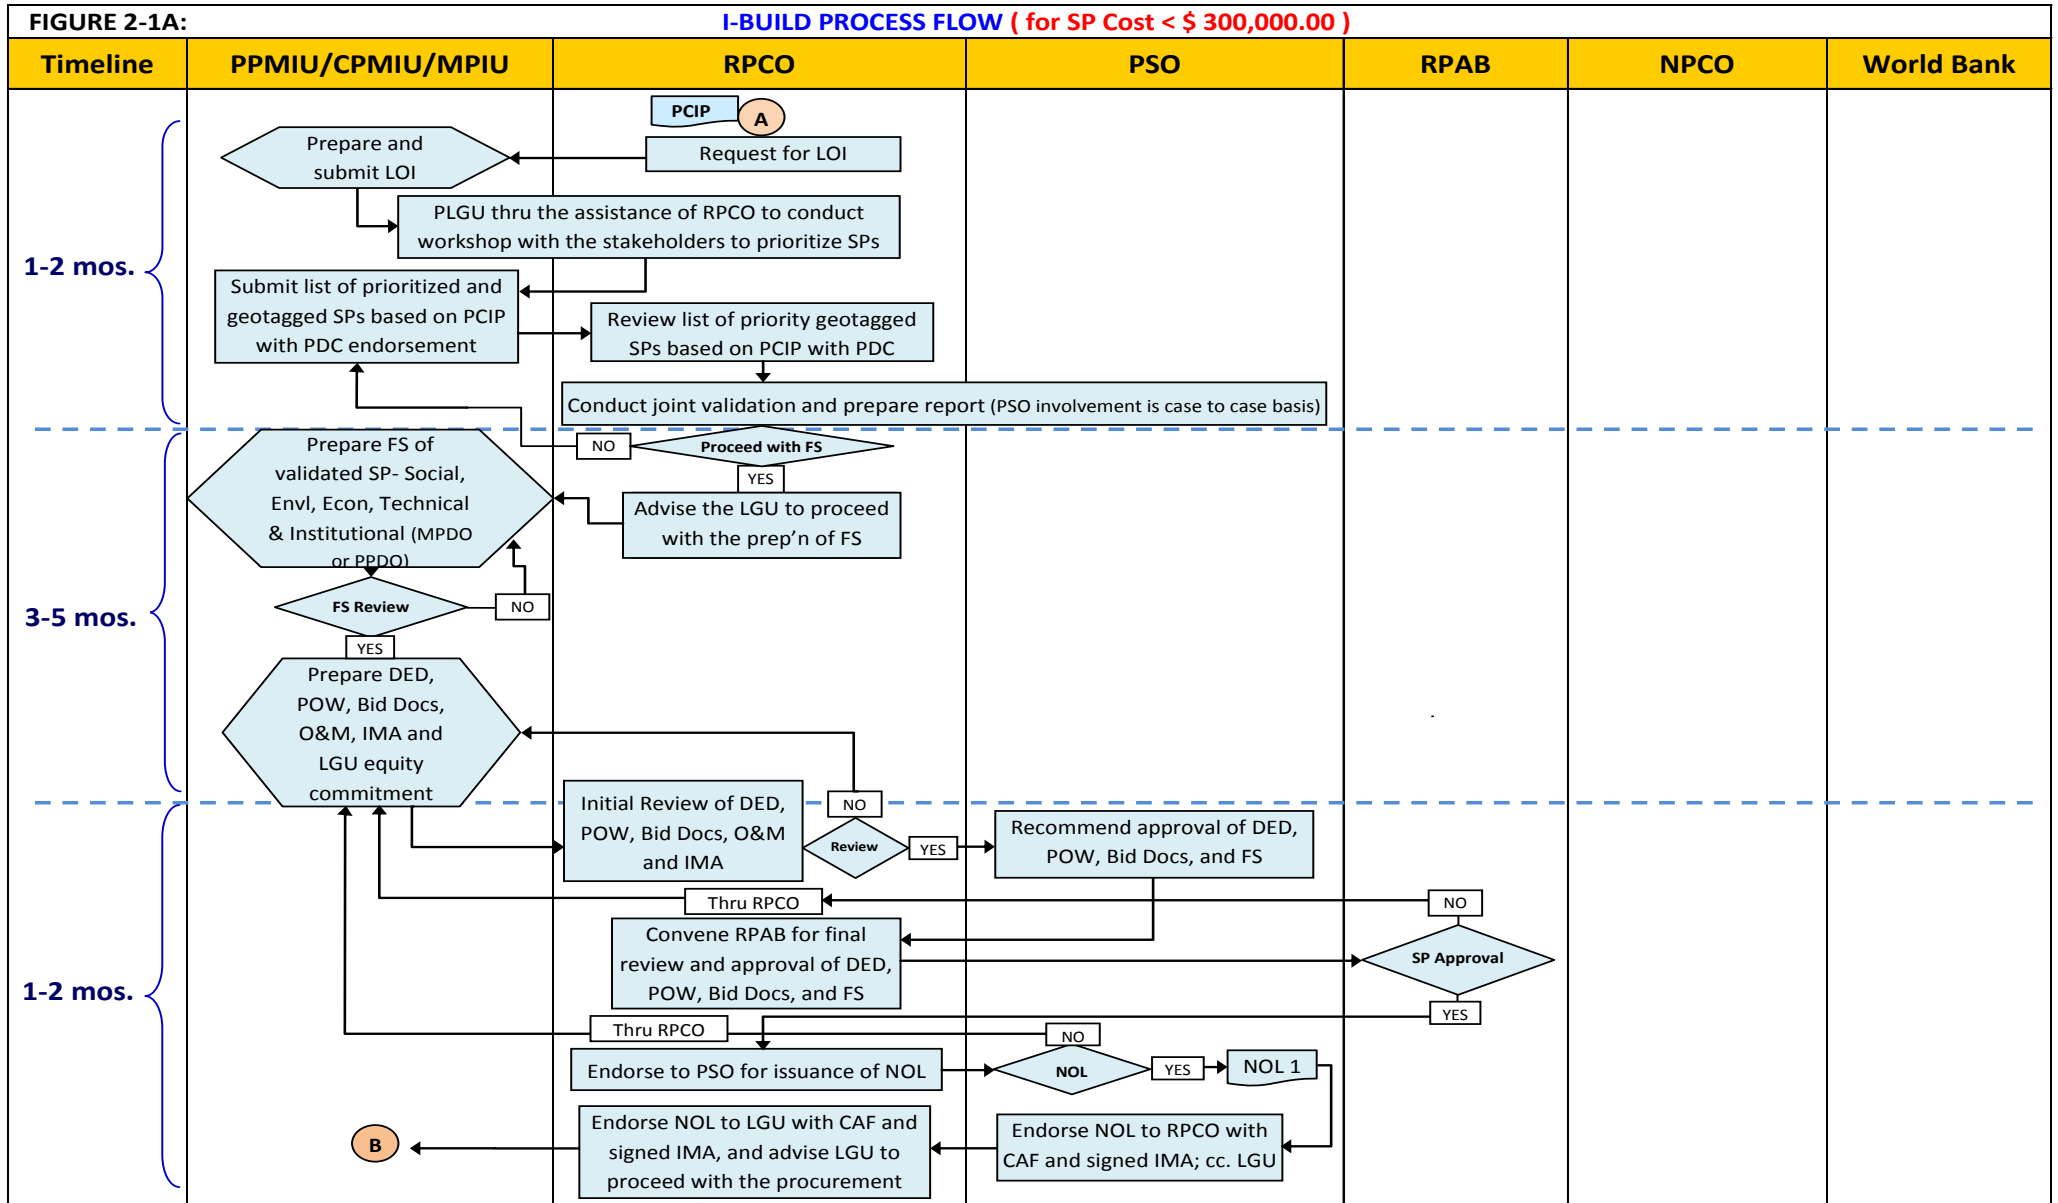 FIGURE 2-1A:
I-BUILD PROCESS FLOW ( for SP Cost < $ 300,000.00 )
Timeline
PPMIU/CPMIU/MPIU
RPCO
PSO
RPAB
NPCO
World Bank
PCIP
A
Prepare and
submit LOI
Request for LOI
PLGU thru the assistance of RPCO to conduct
workshop with the stakeholders to prioritize SPs
1-2 mos.
Submit list of prioritized and
geotagged SPs based on PCIP
with PDC endorsement
Review list of priority geotagged
SPs based on PCIP with PDC
Conduct joint validation and prepare report (PSO involvement is case to case basis)
NO
Proceed with FS
YES
Prepare FS of
validated SP- Social,
Envl, Econ, Technical
& Institutional (MPDO
or PPDO)
Advise the LGU to proceed
with the prep’n of FS
3-5 mos.
FS Review
NO
YES
Prepare DED,
POW, Bid Docs,
O&M, IMA and
LGU equity
commitment
Initial Review of DED,
POW, Bid Docs, O&M
and IMA
NO
Review
YES
Recommend approval of DED,
POW, Bid Docs, and FS
Thru RPCO
NO
Convene RPAB for final
review and approval of DED,
POW, Bid Docs, and FS
SP Approval
1-2 mos.
YES
Thru RPCO
NO
Endorse to PSO for issuance of NOL
NOL
YES
NOL 1
B
Endorse NOL to LGU with CAF and
signed IMA, and advise LGU to
proceed with the procurement
Endorse NOL to RPCO with
CAF and signed IMA; cc. LGU